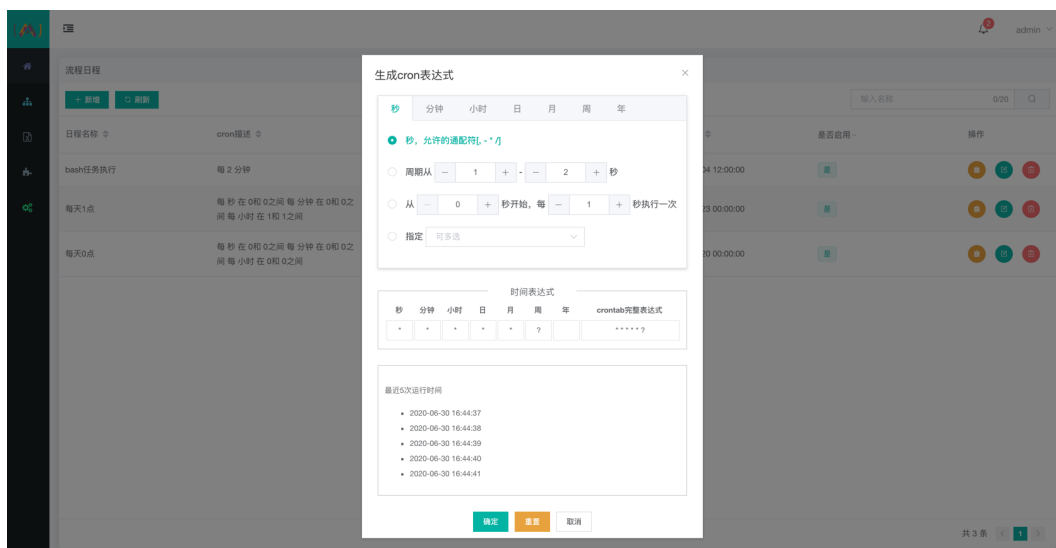 2
admin
流程日程
+ 新增
刷新
输入名称
0/20
日程名称
cron描述
是否启用
操作
bash任务执行
每 2 分钟
04 12:00:00
是
每天1点
每 秒 在 0和 0之间 每 分钟 在 0和 0之
间 每 小时 在 1和 1之间
23 00:00:00
是
每天0点
每 秒 在 0和 0之间 每 分钟 在 0和 0之
间 每 小时 在 0和 0之间
20 00:00:00
是
共 3 条
1
生成cron表达式
秒 分钟 小时 日 月 周 年
秒，允许的通配符[, - * /]
周期从 - 1 + - - 2 + 秒
从 - 0 + 秒开始，每 - 1 + 秒执行一次
指定 可多选
时间表达式
秒 分钟 小时 日 月 周 年 crontab完整表达式
* * * * * ? * * * * * ?
最近5次运行时间
2020-06-30 16:44:37
2020-06-30 16:44:38
2020-06-30 16:44:39
2020-06-30 16:44:40
2020-06-30 16:44:41
确定 重置 取消